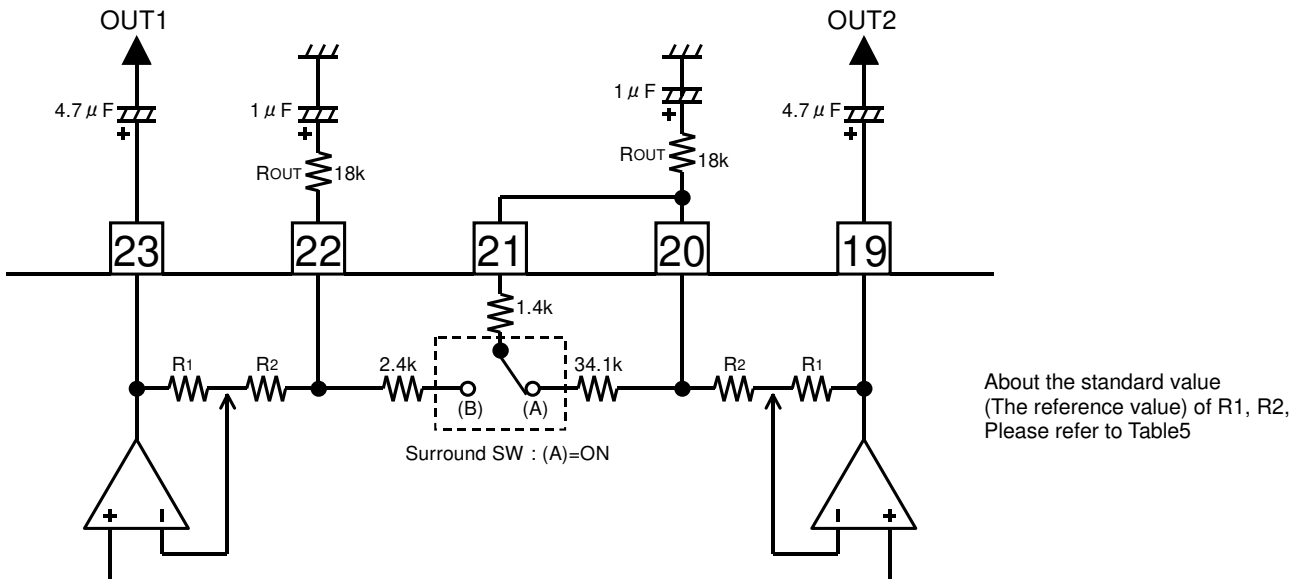 OUT1 OUT2
4.7μF 1μF 1μF 4.7μF
+ + + +
ROUT 18k ROUT 18k
23 22 21 20 19
1.4k
R1 R2 2.4k 34.1k R2 R1
(B) (A)
Surround SW : (A)=ON
About the standard value
(The reference value) of R1, R2,
Please refer to Table5
+ - - +